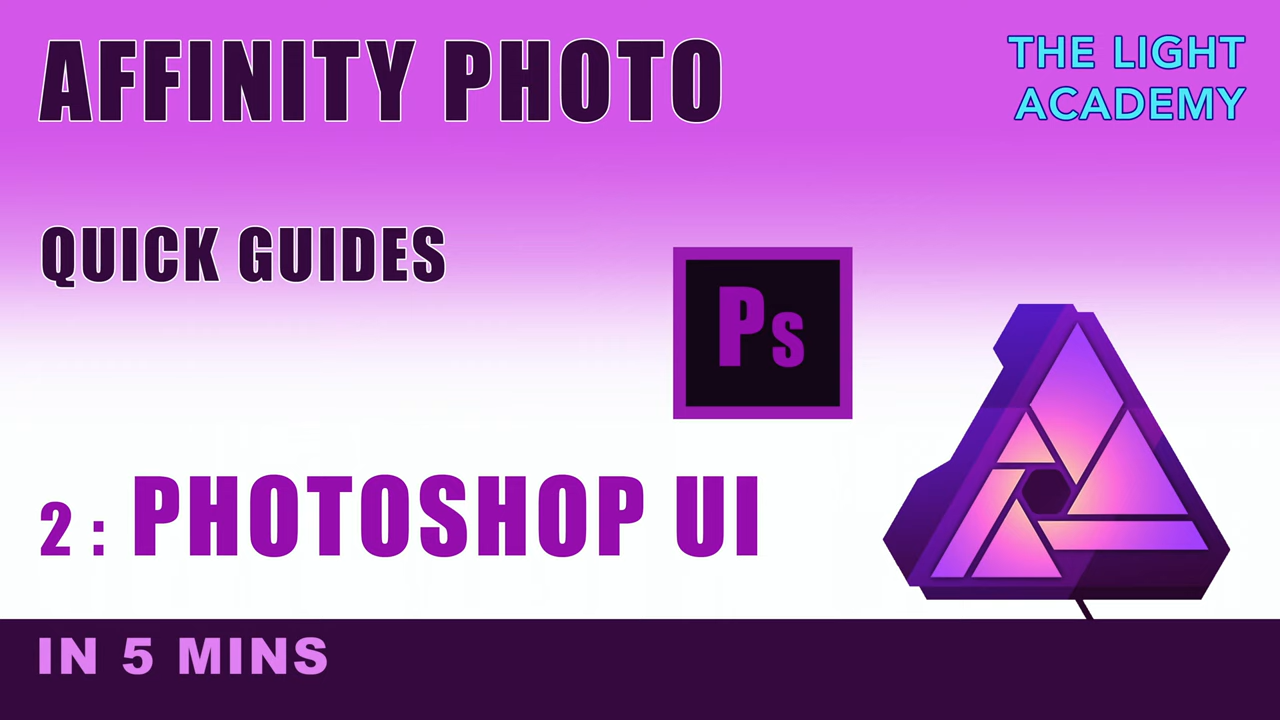 AFFINITY PHOTO
THE LIGHT
ACADEMY
QUICK GUIDES
Ps
2 : PHOTOSHOP UI
IN 5 MINS